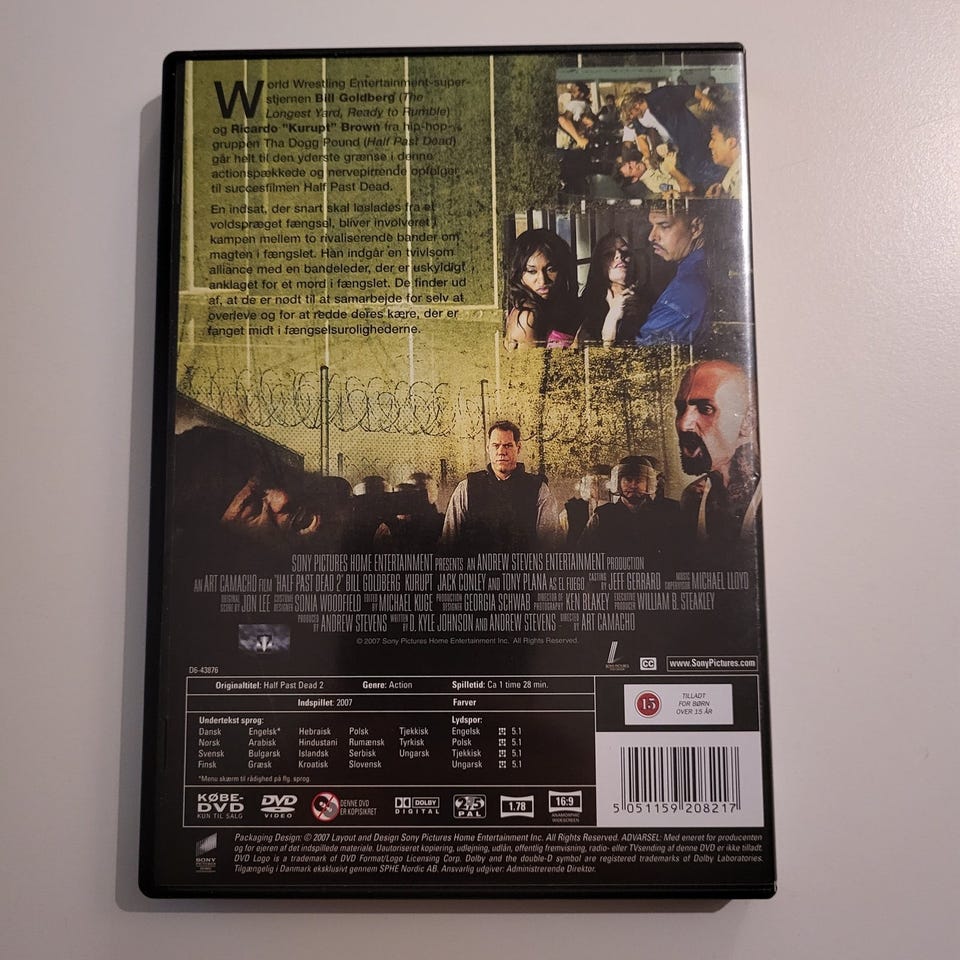 World Wrestling Entertainment-super-
stjernen Bill Goldberg (The
Longest Yard, Ready to Rumble)
og Ricardo "Kurupt" Brown fra hip-hop-
gruppen Tha Dogg Pound (Half Past Dead)
går helt til den yderste grænse i denne
actionspækkede og nervepirrende opfølger
til succesfilmen Half Past Dead.
En indsat, der snart skal løslades fra et
voldspræget fængsel, bliver involveret i
kampen mellem to rivaliserende bander om
magten i fængslet. Han indgår en tvivlsom
alliance med en bandeleder, der er uskyldigt
anklaget for et mord i fængslet. De finder ud
af, at de er nødt til at samarbejde for selv at
overleve og for at redde deres kære, der er
fanget midt i fængselsurolighederne.
SONY PICTURES HOME ENTERTAINMENT PRESENTS AN ANDREW STEVENS ENTERTAINMENT PRODUCTION
AN ART CAMACHO FILM "HALF PAST DEAD 2" BILL GOLDBERG KURUPT JACK CONLEY AND TONY PLANA AS EL FUEGO CASTING BY JEFF GERRARD MUSIC SUPERVISOR MICHAEL LLOYD
ORIGINAL SCORE BY JON LEE COSTUME DESIGNER SONIA WOODFIELD EDITED BY MICHAEL KUGE PRODUCTION DESIGNER GEORGIA SCHWAB DIRECTOR OF PHOTOGRAPHY KEN BLAKEY EXECUTIVE PRODUCER WILLIAM B. STEAKLEY
PRODUCED BY ANDREW STEVENS WRITTEN BY D. KYLE JOHNSON AND ANDREW STEVENS DIRECTED BY ART CAMACHO
© 2007 Sony Pictures Home Entertainment Inc. All Rights Reserved.
CC www.SonyPictures.com
D6-43876
Originaltitel: Half Past Dead 2 Genre: Action Spilletid: Ca 1 time 28 min.
Indspillet: 2007 Farver
Undertekst sprog: Lydspor:
Dansk Engelsk* Hebraisk Polsk Tjekkisk Engelsk 5.1
Norsk Arabisk Hindustani Rumænsk Tyrkisk Polsk 5.1
Svensk Bulgarsk Islandsk Serbisk Ungarsk Tjekkisk 5.1
Finsk Græsk Kroatisk Slovensk Ungarsk 5.1
*Menu skærm til rådighed på flg. sprog
15 TILLADT
FOR BØRN
OVER 15 ÅR
5 051159 208217
KØBE-
DVD
KUN TIL SALG
DVD
VIDEO
DENNE DVD
ER KOPISIKRET
DOLBY
DIGITAL
2/5
PAL
1.78
16:9
ANAMORPHIC
WIDESCREEN
SONY
PICTURES
Packaging Design: © 2007 Layout and Design Sony Pictures Home Entertainment Inc. All Rights Reserved. ADVARSEL: Med eneret for producenten
og for ejeren af det indspillede materiale. Uautoriseret kopiering, udlejning, udlån, offentlig fremvisning, radio- eller TVsending af denne DVD er ikke tilladt.
DVD Logo is a trademark of DVD Format/Logo Licensing Corp. Dolby and the double-D symbol are registered trademarks of Dolby Laboratories.
Tilgængelig i Danmark eksklusivt gennem SPHE Nordic AB. Ansvarlig udgiver: Administrerende Direktor.